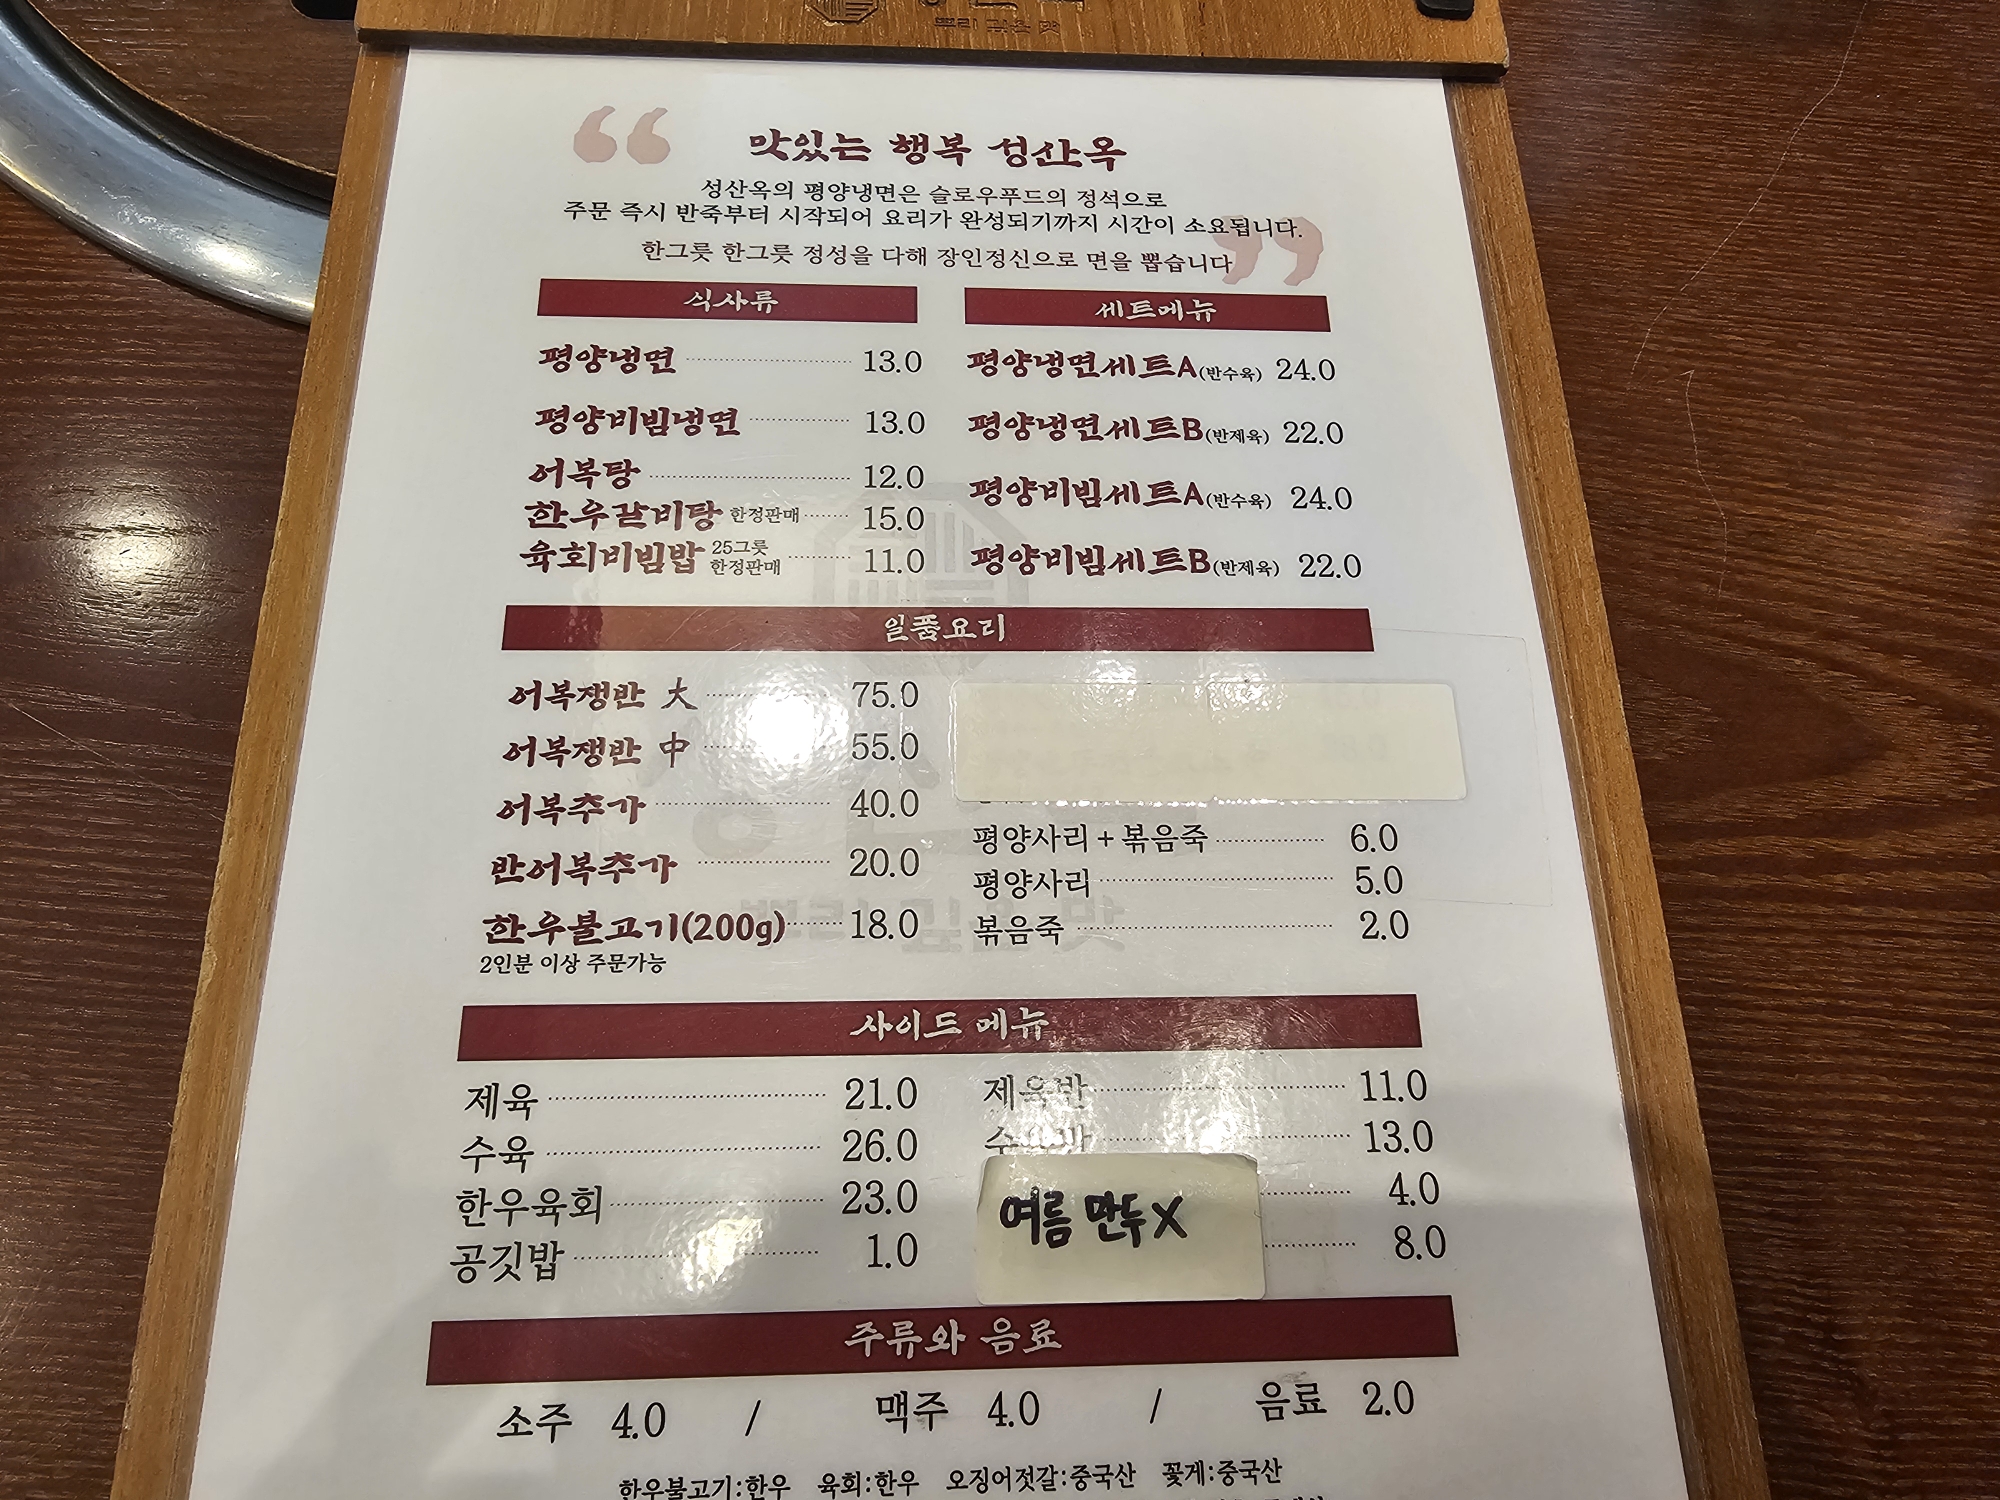 맛있는 행복 성산옥
성산옥의 평양냉면은 슬로우푸드의 정석으로
주문 즉시 반죽부터 시작되어 요리가 완성되기까지 시간이 소요됩니다.
한그릇 한그릇 정성을 다해 장인정신으로 면을 뽑습니다
식사류
평양냉면 13.0
평양비빔냉면 13.0
어복탕 12.0
한우갈비탕 한정판매 15.0
육회비빔밥 25그릇 한정판매 11.0
세트메뉴
평양냉면세트A(반수육) 24.0
평양냉면세트B(반제육) 22.0
평양비빔세트A(반수육) 24.0
평양비빔세트B(반제육) 22.0
일품요리
어복쟁반 大 75.0
어복쟁반 中 55.0
어복추가 40.0
반어복추가 20.0
한우불고기(200g) 18.0
2인분 이상 주문가능
평양사리+볶음죽 6.0
평양사리 5.0
볶음죽 2.0
사이드 메뉴
제육 21.0
수육 26.0
한우육회 23.0
공깃밥 1.0
제육반 11.0
수육반 13.0
4.0
여름 만두X
8.0
주류와 음료
소주 4.0 / 맥주 4.0 / 음료 2.0
한우불고기:한우 육회:한우 오징어젓갈:중국산 꽃게:중국산